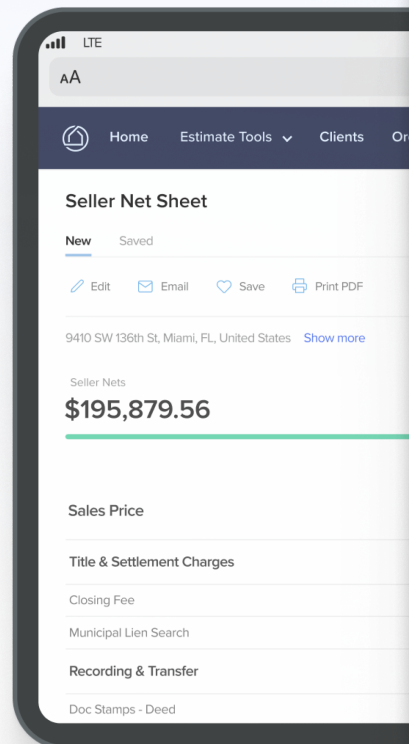 LTE
AA
Home Estimate Tools Clients Or
Seller Net Sheet
New Saved
Edit Email Save Print PDF
9410 SW 136th St, Miami, FL, United States Show more
Seller Nets
$195,879.56
Sales Price
Title & Settlement Charges
Closing Fee
Municipal Lien Search
Recording & Transfer
Doc Stamps - Deed